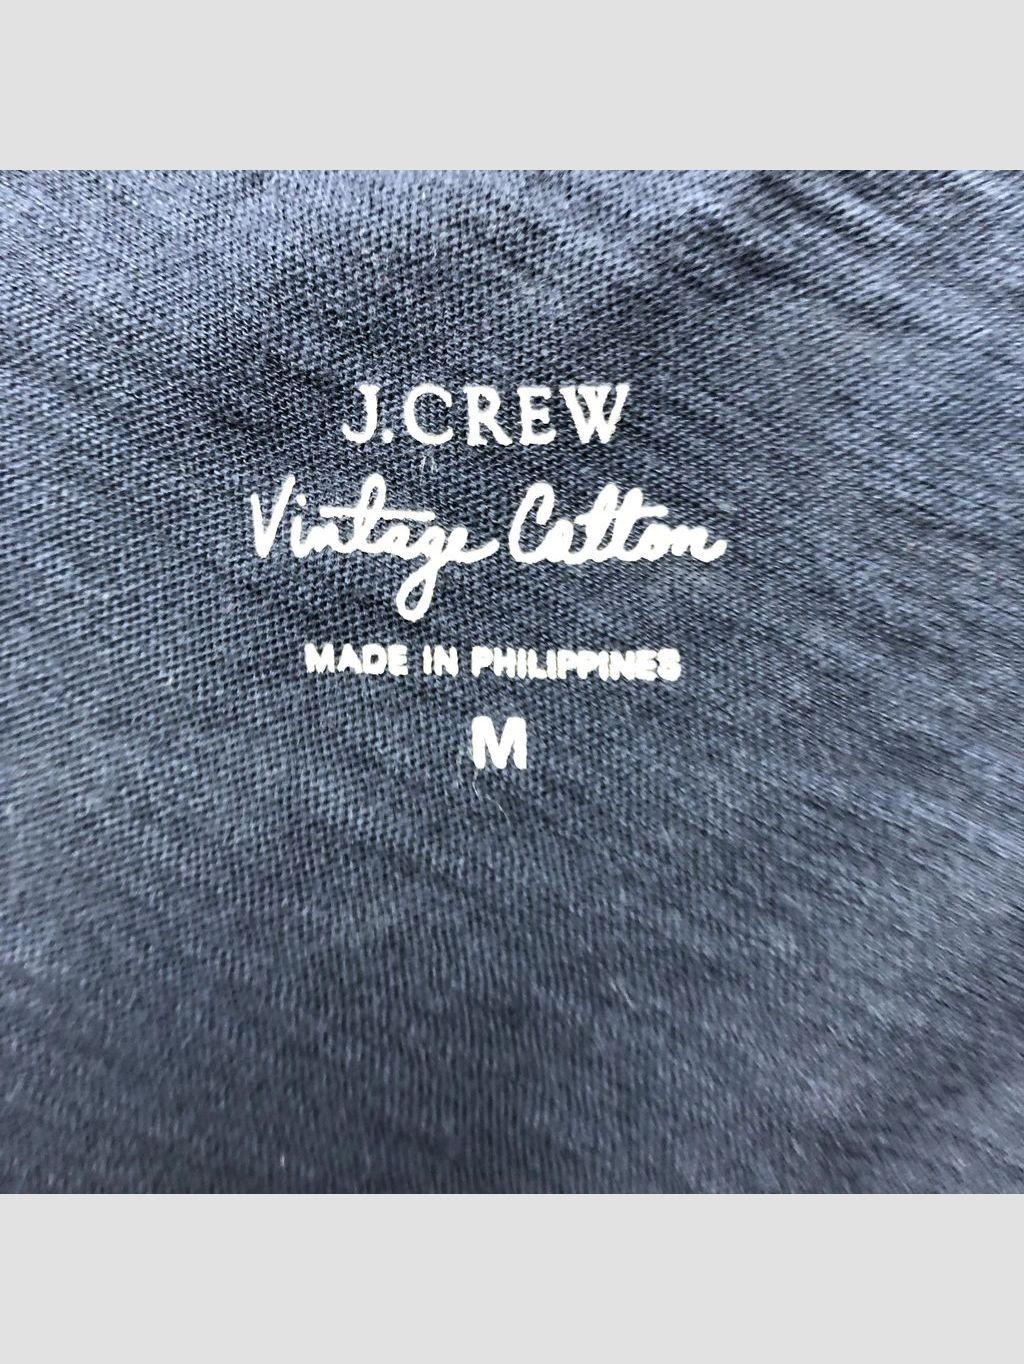 J.CREW
Vintage Cotton
MADE IN PHILIPPINES
M